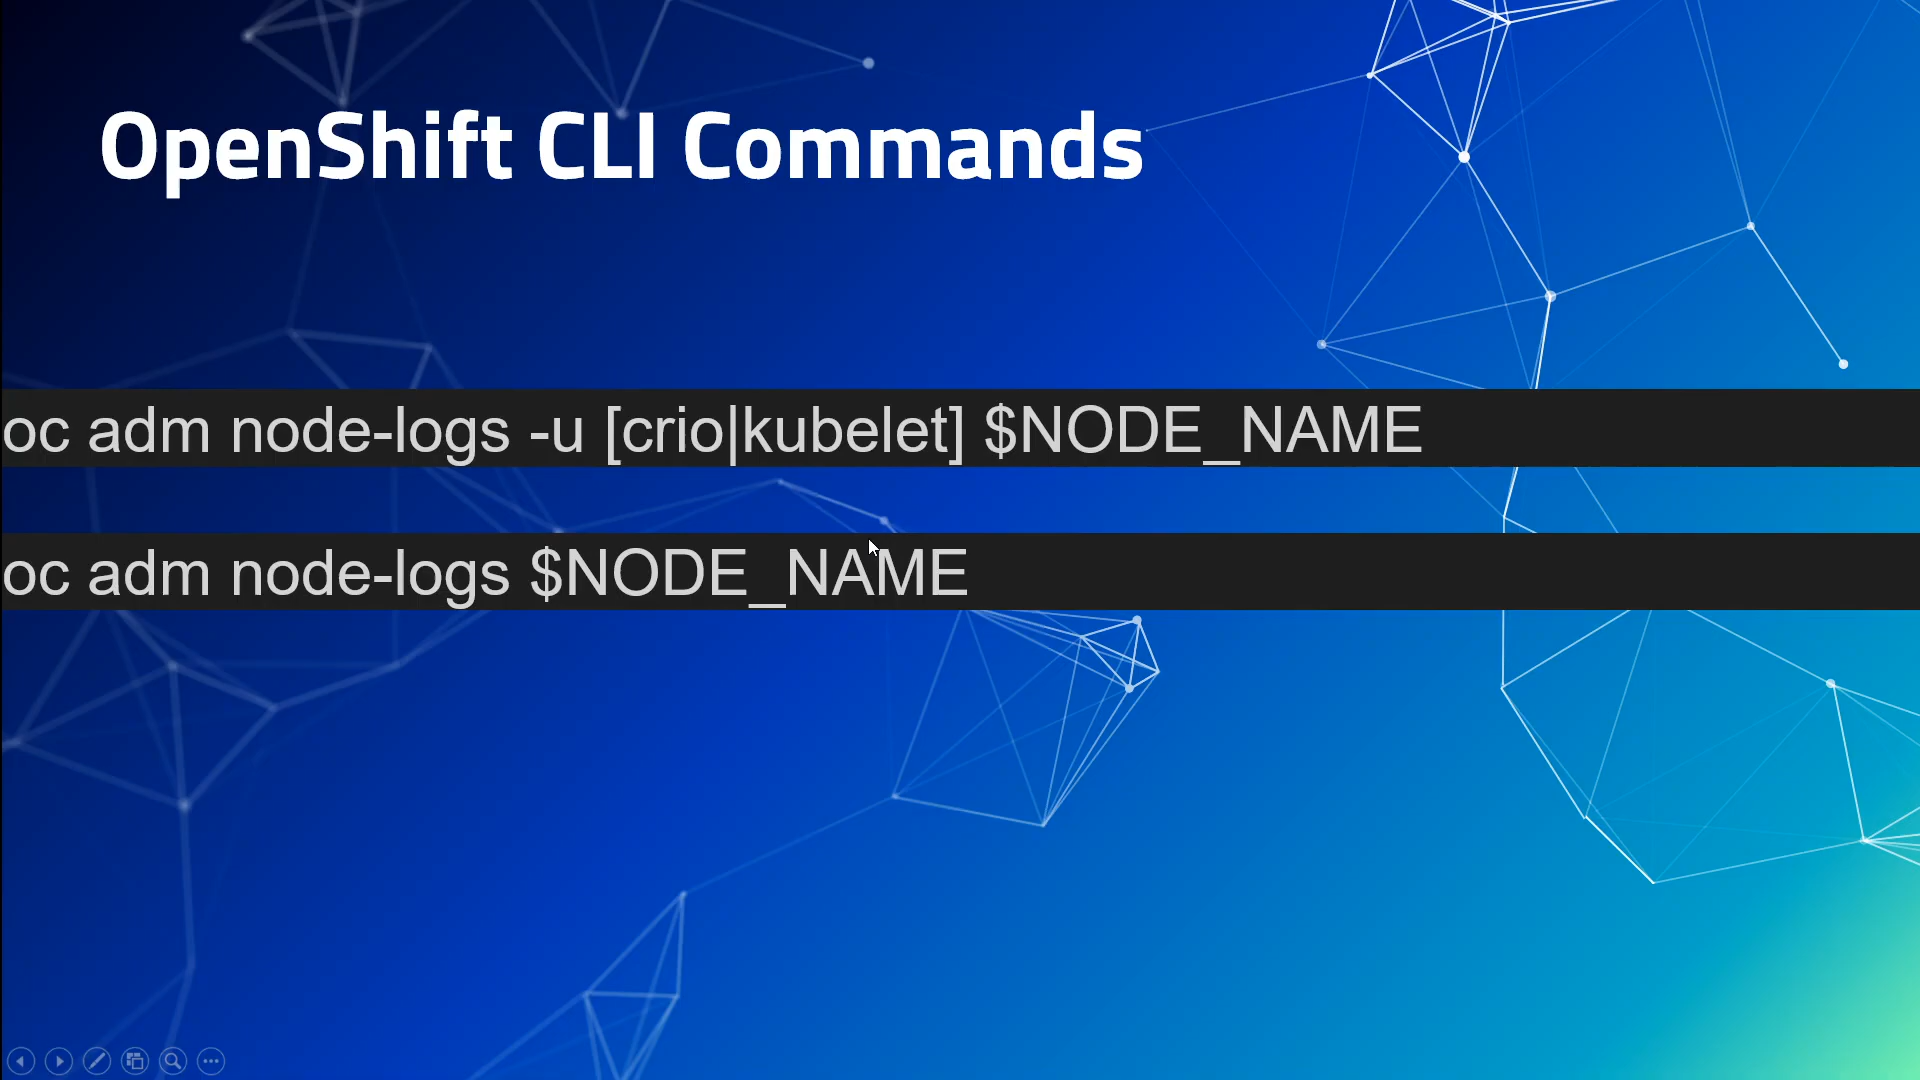 OpenShift CLI Commands
oc adm node-logs -u [crio|kubelet] $NODE_NAME
oc adm node-logs $NODE_NAME